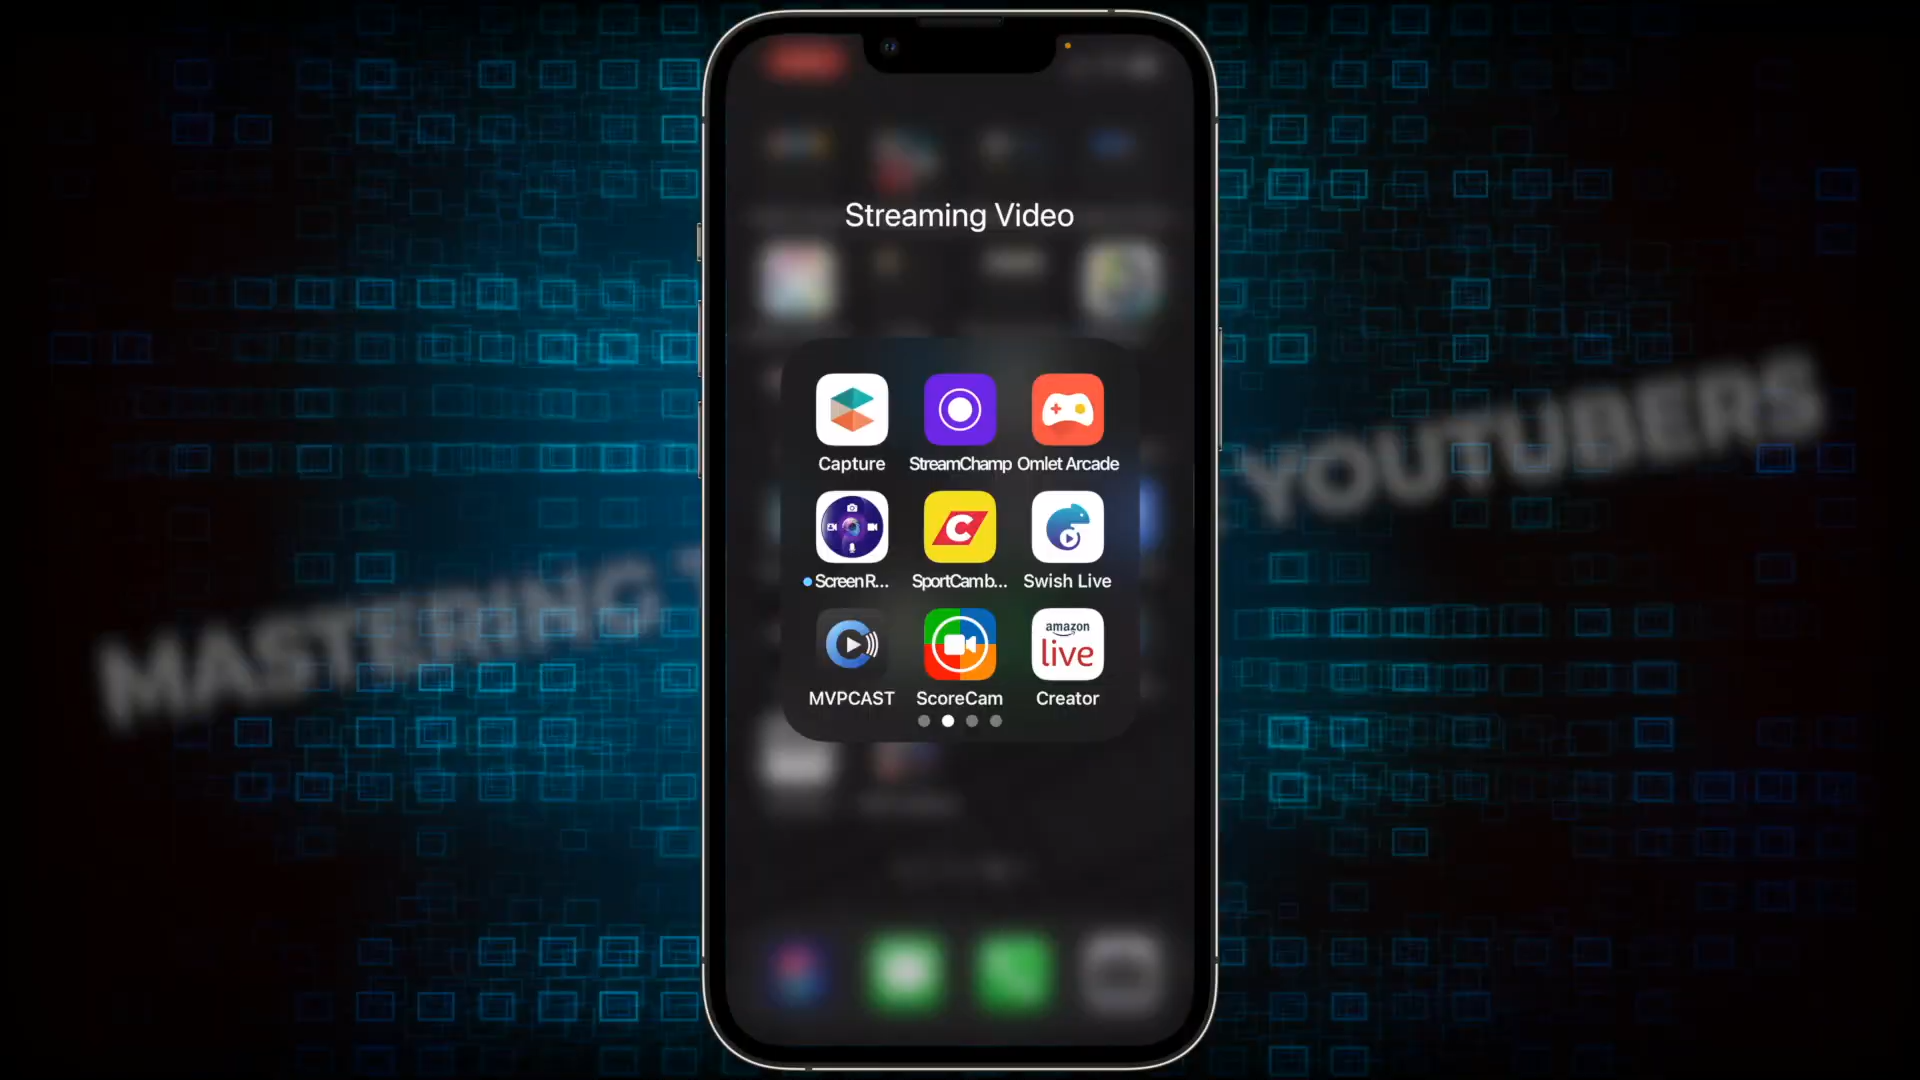 Streaming Video
Capture
StreamChamp
Omlet Arcade
ScreenR...
C
SportCamb...
Swish Live
MVPCAST
ScoreCam
amazon
live
Creator
MASTERING
YOUTUBERS